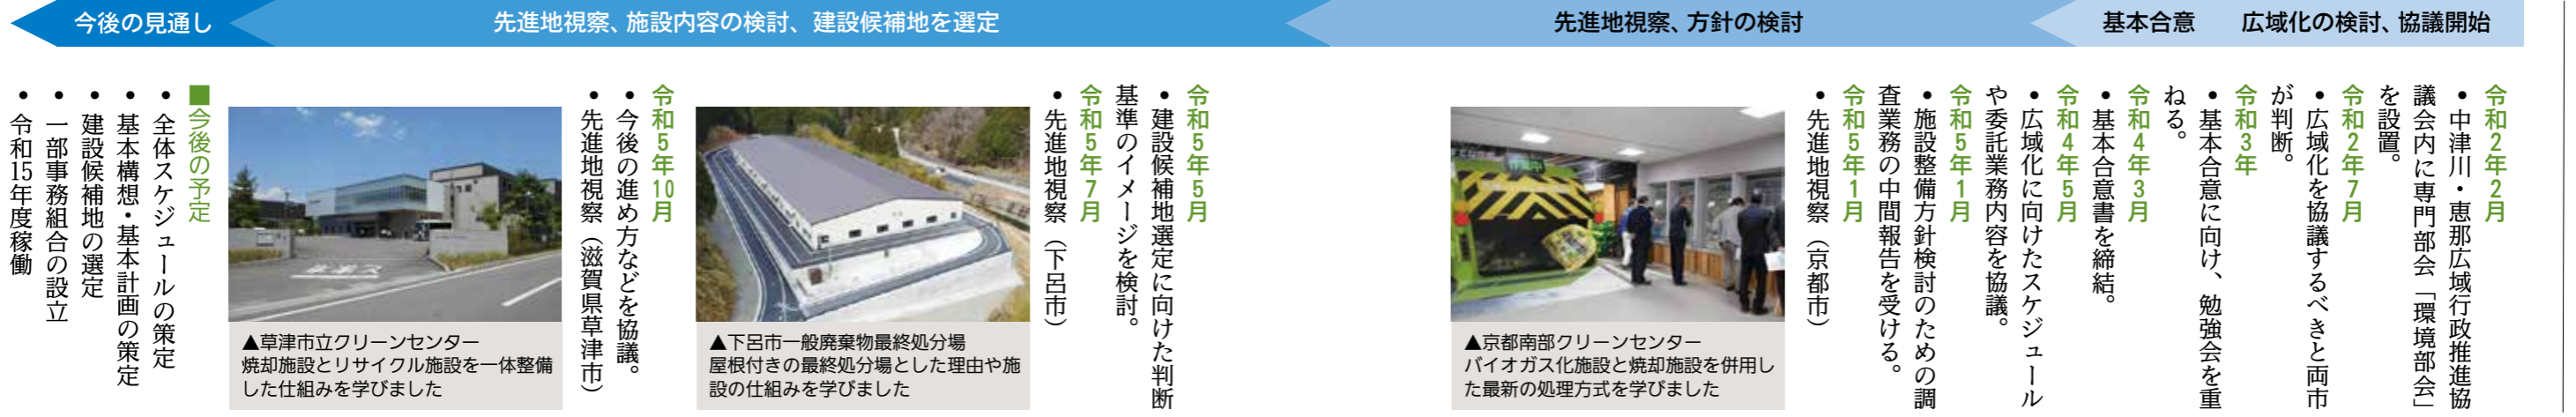 広域化の検討、協議開始
基本合意
先進地視察、方針の検討
先進地視察、施設内容の検討、建設候補地を選定
今後の見通し
令和2年2月
•中津川・恵那広域行政推進協
議会内に専門部会「環境部会」
を設置。
令和2年7月
•広域化を協議するべきと両市
が判断。
令和3年
•基本合意に向け、勉強会を重
ねる。
令和4年3月
•基本合意書を締結。
令和4年5月
•広域化に向けたスケジュール
や委託業務内容を協議。
令和5年1月
•施設整備方針検討のための調
査業務の中間報告を受ける。
令和5年1月
•先進地視察（京都市）
▲京都南部クリーンセンター
バイオガス化施設と焼却施設を併用し
た最新の処理方式を学びました
令和5年5月
•建設候補地選定に向けた判断
基準のイメージを検討。
令和5年7月
•先進地視察（下呂市）
▲下呂市一般廃棄物最終処分場
屋根付きの最終処分場とした理由や施
設の仕組みを学びました
令和5年10月
•今後の進め方などを協議。
•先進地視察（滋賀県草津市）
▲草津市立クリーンセンター
焼却施設とリサイクル施設を一体整備
した仕組みを学びました
■今後の予定
•全体スケジュールの策定
•基本構想・基本計画の策定
•建設候補地の選定
•一部事務組合の設立
•令和15年度稼働